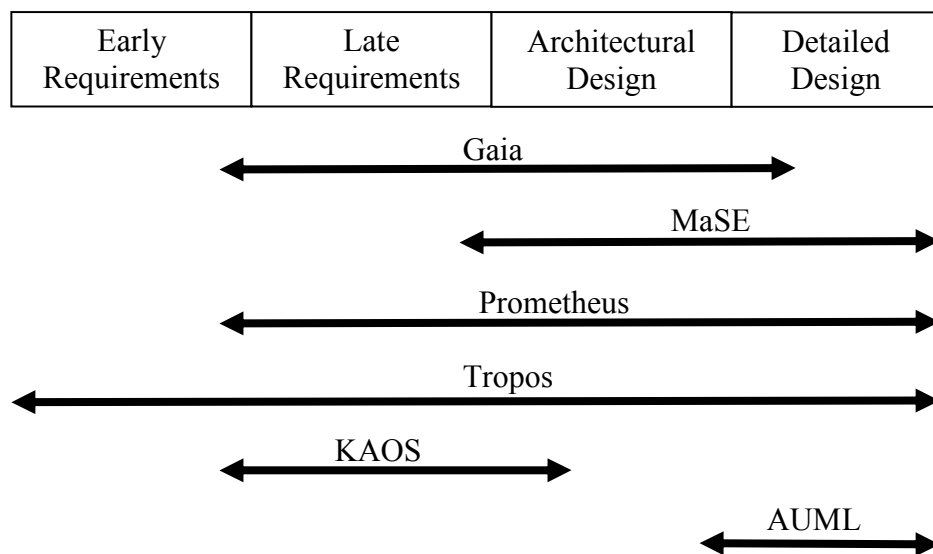 Early
Requirements
Late
Requirements
Architectural
Design
Detailed
Design
Gaia
MaSE
Prometheus
Tropos
KAOS
AUML